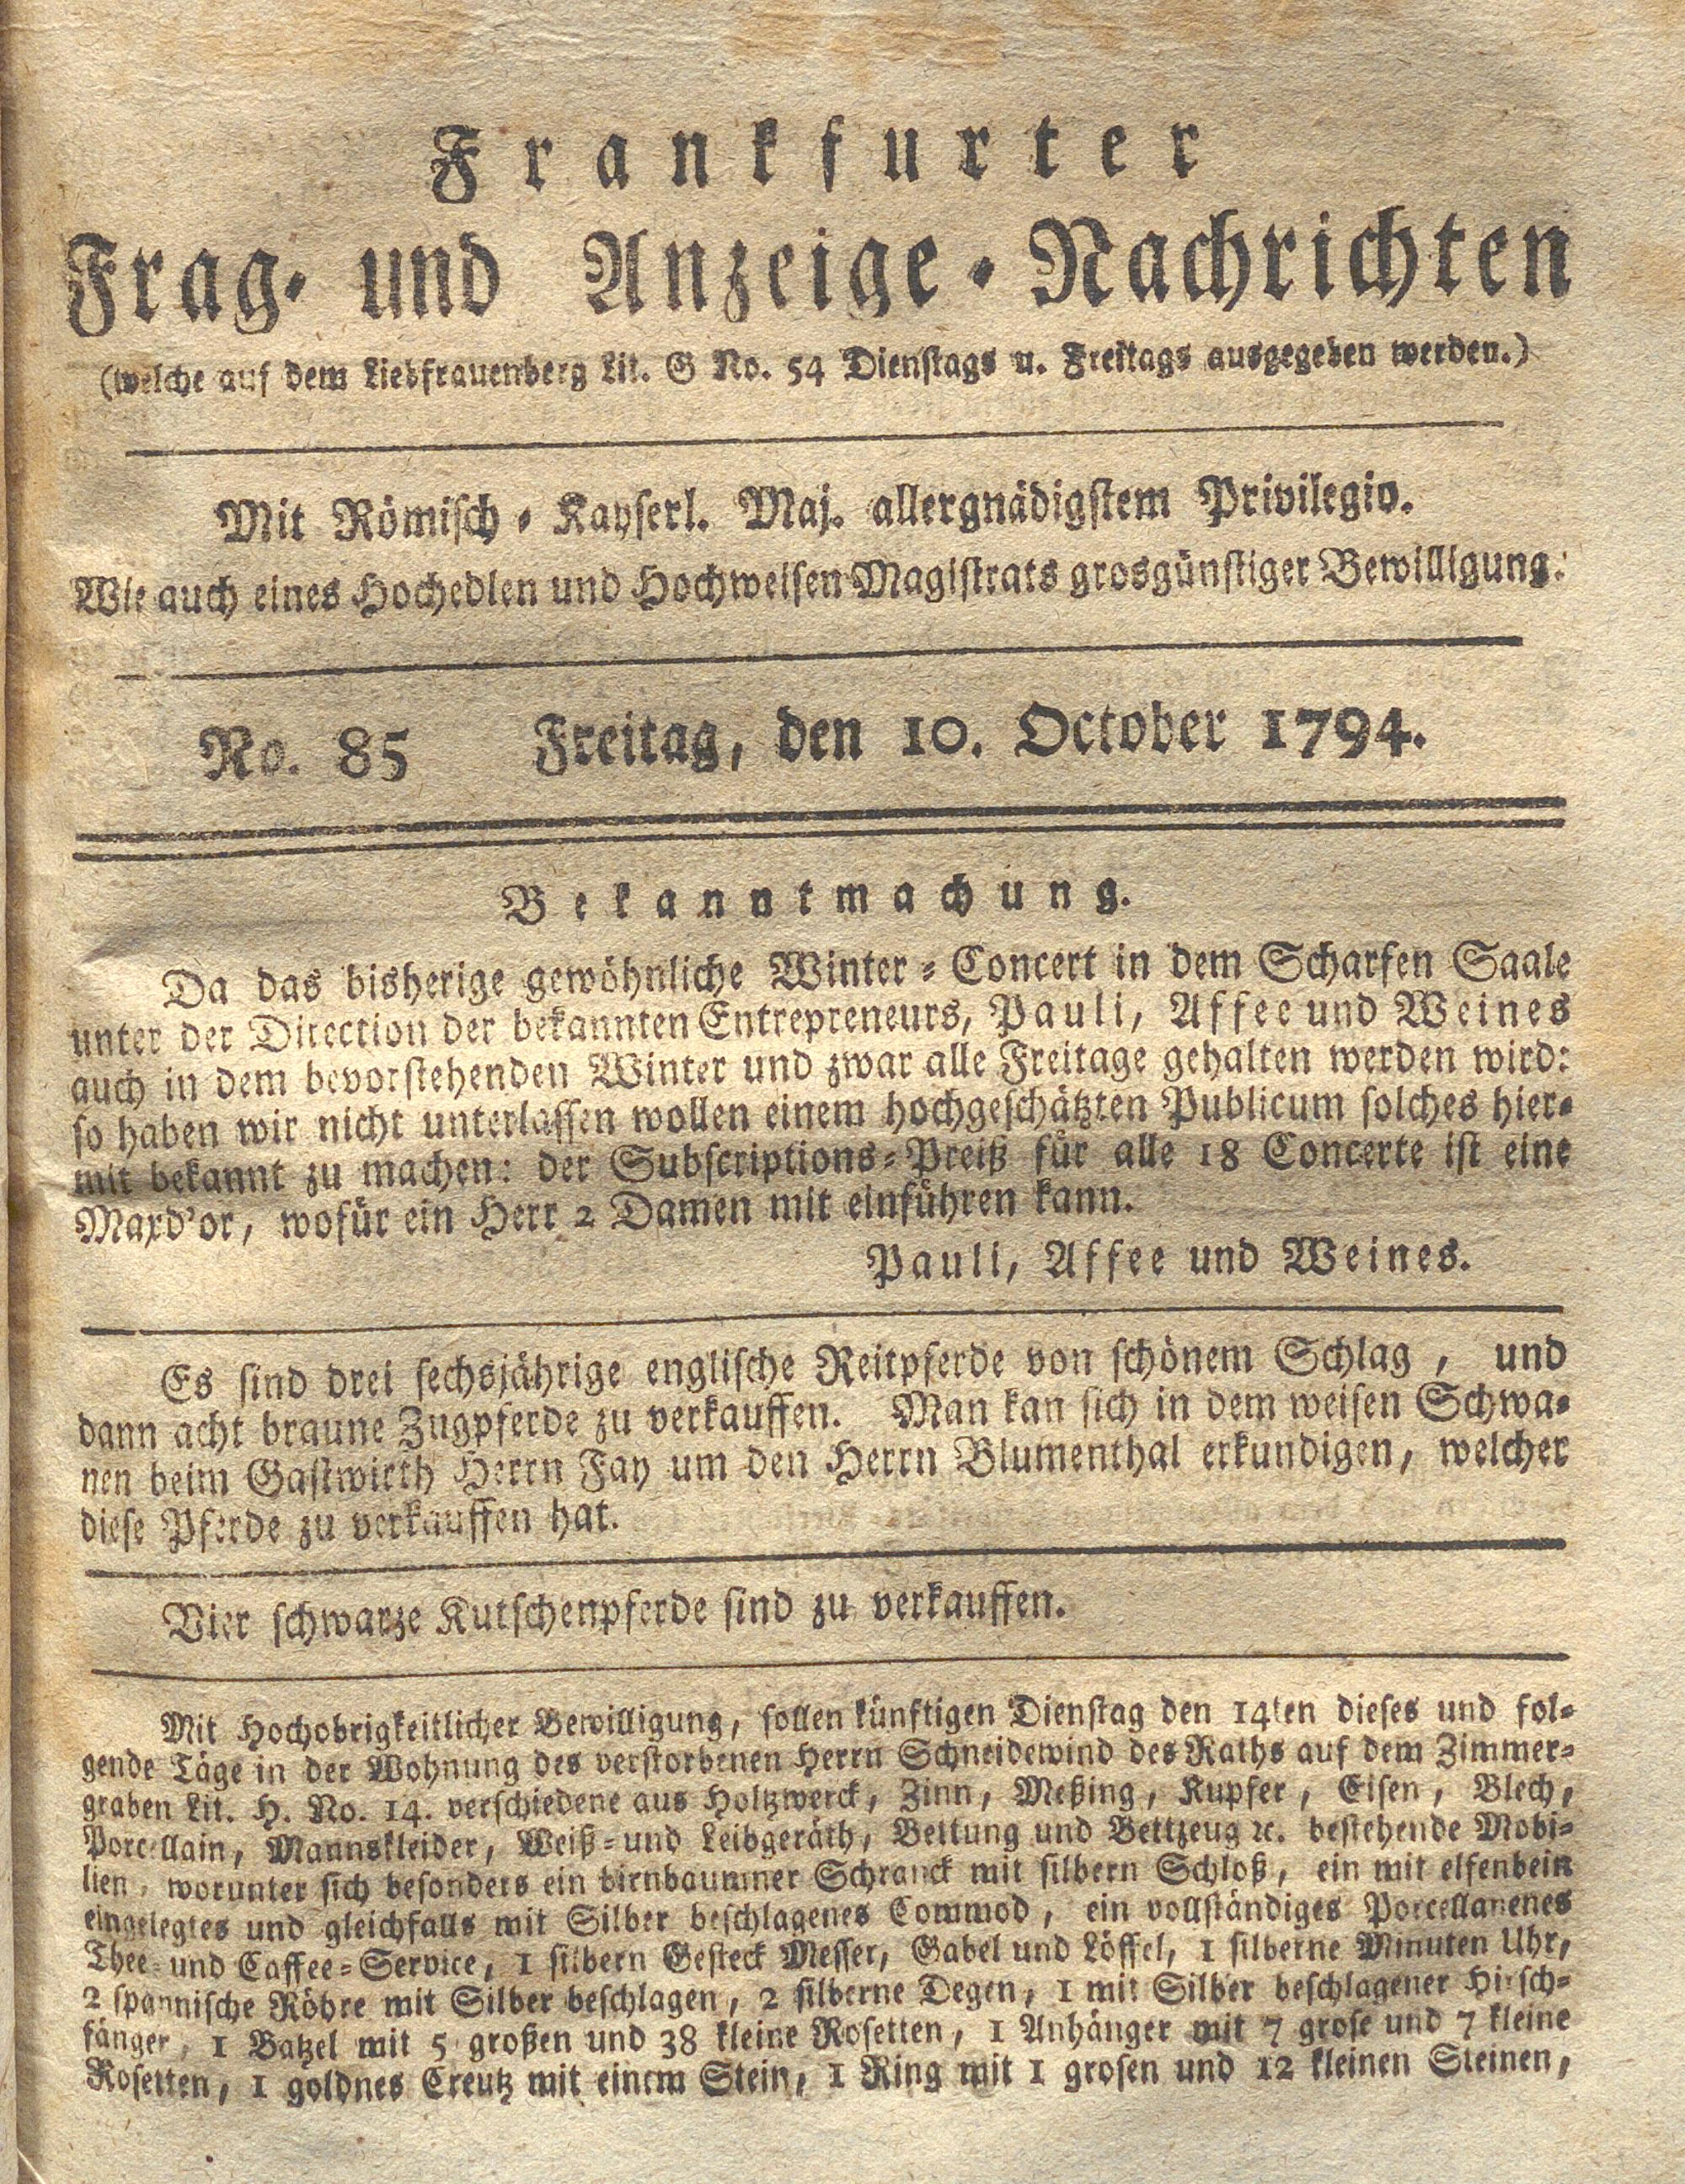 Frankfurter
Frag- und Anzeige-Nachrichten
(welche auf dem Liebfrauenberg Lit. G No. 54 Dienstags u. Freitags ausgegeben werden.)
Mit Römisch-Kayserl. Maj. allergnädigstem Privilegio.
Wie auch eines Hochedlen und Hochweisen Magistrats grosgünstiger Bewilligung.
No. 85 Freitag, den 10. October 1794.
Bekanntmachung.
Da das bisherige gewöhnliche Winter-Concert in dem Scharfen Saale
unter der Direction der bekannten Entrepreneurs, Pauli, Affee und Weines
auch in dem bevorstehenden Winter und zwar alle Freitage gehalten werden wird:
so haben wir nicht unterlassen wollen einem hochgeschätzten Publicum solches hier-
mit bekannt zu machen: der Subscriptions-Preiß für alle 18 Concerte ist eine
Maxd'or, wofür ein Herr 2 Damen mit einführen kann.
Pauli, Affee und Weines.
Es sind drei sechsjährige englische Reitpferde von schönem Schlag, und
dann acht braune Zugpferde zu verkauffen. Man kan sich in dem weisen Schwa-
nen beim Gastwirth Herrn Fay um den Herrn Blumenthal erkundigen, welcher
diese Pferde zu verkauffen hat.
Vier schwarze Kutschenpferde sind zu verkauffen.
Mit Hochobrigkeitlicher Bewilligung, sollen künftigen Dienstag den 14ten dieses und fol-
gende Täge in der Wohnung des verstorbenen Herrn Schneidewind des Raths auf dem Zimmer-
graben Lit. H. No. 14. verschiedene aus Holtzwerck, Zinn, Meßing, Kupfer, Eisen, Blech,
Porcellain, Mannskleider, Weiß- und Leibgeräth, Bettung und Bettzeug ꝛc. bestehende Mobi-
lien, worunter sich besonders ein birnbaumner Schranck mit silbern Schloß, ein mit elfenbein
eingelegtes und gleichfalls mit Silber beschlagenes Commod, ein vollständiges Porcellanenes
Thee- und Caffee-Service, 1 silbern Gesteck Messer, Gabel und Löffel, 1 silberne Minuten Uhr,
2 spannische Röhre mit Silber beschlagen, 2 silberne Degen, 1 mit Silber beschlagener Hirsch-
fänger, 1 Batzel mit 5 großen und 38 kleine Rosetten, 1 Anhänger mit 7 grose und 7 kleine
Rosetten, 1 goldnes Creutz mit einem Stein, 1 Ring mit 1 grosen und 12 kleinen Steinen,